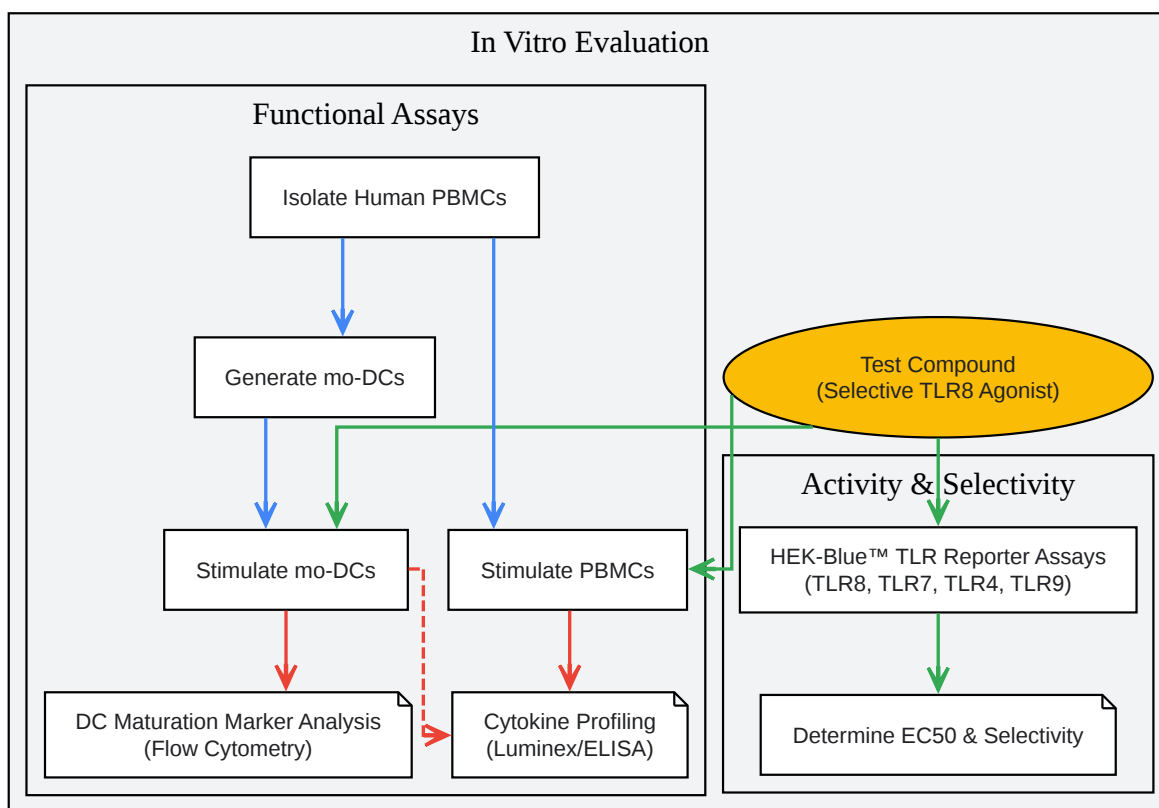 In Vitro Evaluation
Functional Assays
Isolate Human PBMCs
Generate mo-DCs
Test Compound
(Selective TLR8 Agonist)
Activity & Selectivity
Stimulate mo-DCs
Stimulate PBMCs
HEK-Blue™ TLR Reporter Assays
(TLR8, TLR7, TLR4, TLR9)
DC Maturation Marker Analysis
(Flow Cytometry)
Cytokine Profiling
(Luminex/ELISA)
Determine EC50 & Selectivity